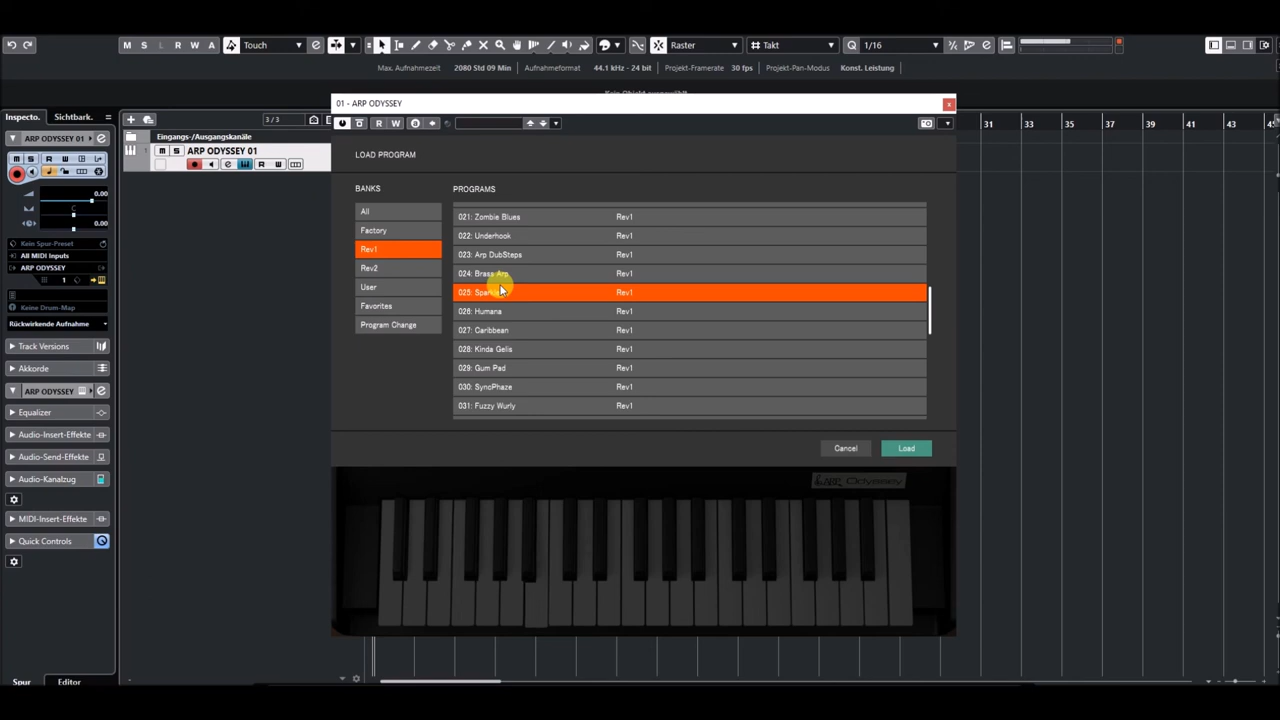 M S L R W A Touch Raster Takt Q 1/16
Max. Aufnahmezeit 2080 Std 09 Min Aufnahmeformat 44.1 kHz - 24 bit Projekt-Framerate 30 fps Projekt-Pan-Modus Konst. Leistung
Inspecto. Sichtbark.
ARP ODYSSEY 01
M S R W
0.00
C
0.00
Kein Spur-Preset
All MIDI Inputs
ARP ODYSSEY
1
Keine Drum-Map
Rückwirkende Aufnahme
Track Versions
Akkorde
ARP ODYSSEY
Equalizer
Audio-Insert-Effekte
Audio-Send-Effekte
Audio-Kanalzug
MIDI-Insert-Effekte
Quick Controls
Spur Editor
3 / 3
Eingangs-/Ausgangskanäle
1 M S ARP ODYSSEY 01
R W
31 33 35 37 39 41 43
01 - ARP ODYSSEY
R W
LOAD PROGRAM
BANKS
All
Factory
Rev1
Rev2
User
Favorites
Program Change
PROGRAMS
021: Zombie Blues Rev1
022: Underhook Rev1
023: Arp DubSteps Rev1
024: Brass Arp Rev1
025: Rev1
026: Humana Rev1
027: Caribbean Rev1
028: Kinda Gelis Rev1
029: Gum Pad Rev1
030: SyncPhaze Rev1
031: Fuzzy Wurly Rev1
Cancel Load
ARP Odyssey